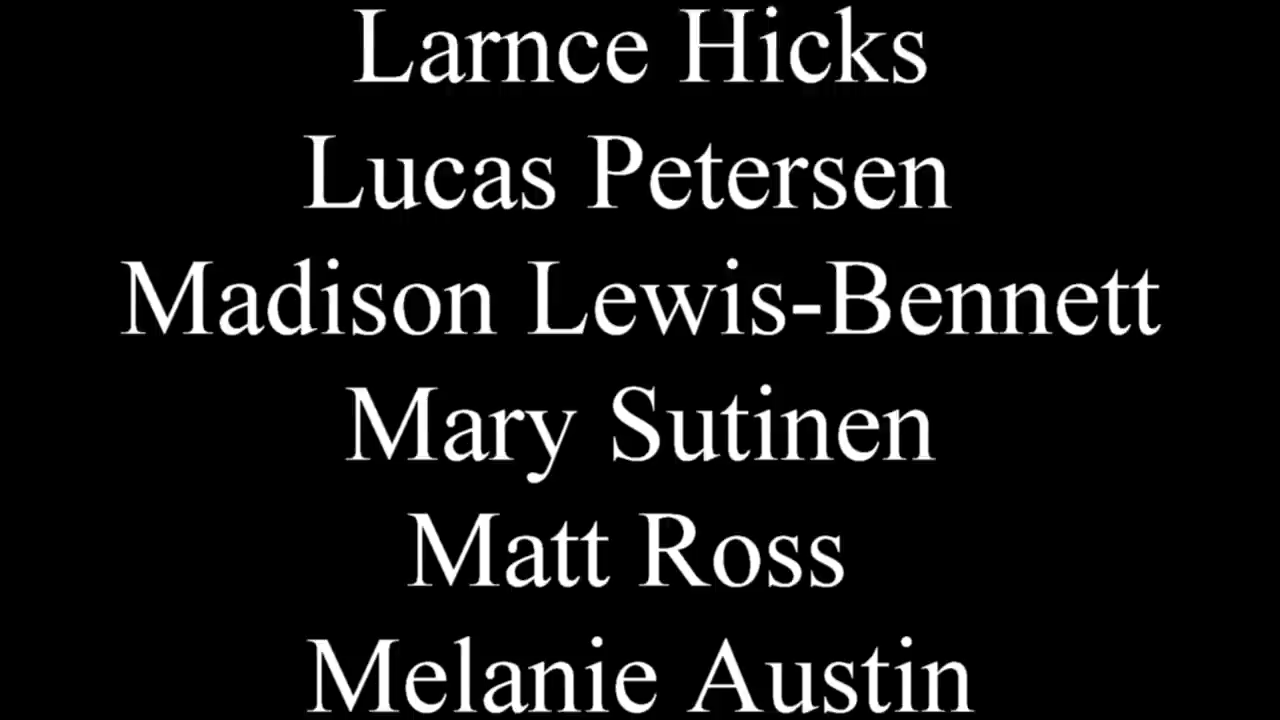 Larnce Hicks
Lucas Petersen
Madison Lewis-Bennett
Mary Sutinen
Matt Ross
Melanie Austin